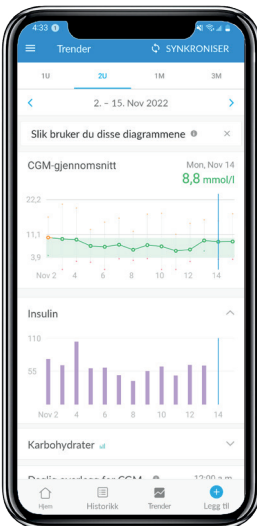 4:33
Trender
SYNKRONISER
1U 2U 1M 3M
2. – 15. Nov 2022
Slik bruker du disse diagrammene
CGM-gjennomsnitt
Mon, Nov 14
8,8 mmol/l
22,2
11,1
3,9
Nov 2 4 6 8 10 12 14
Insulin
110
55
Nov 2 4 6 8 10 12 14
Karbohydrater
12:00 a.m.
Hjem Historikk Trender Legg til